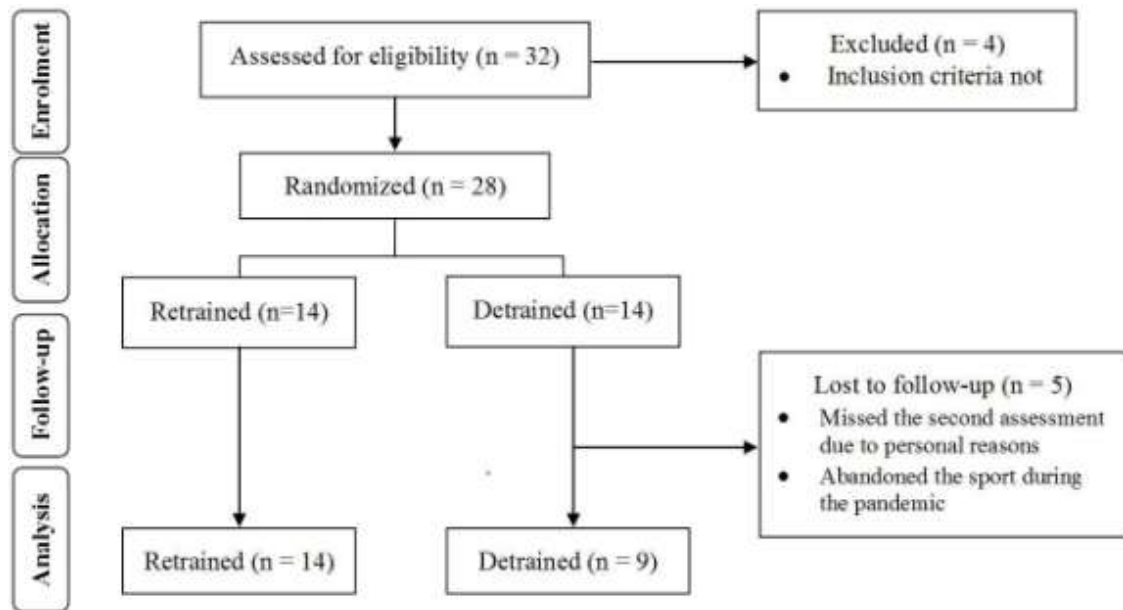 Enrolment
Assessed for eligibility (n = 32)
Excluded (n = 4)
● Inclusion criteria not
Allocation
Randomized (n = 28)
Retrained (n=14)
Detrained (n=14)
Follow-up
Lost to follow-up (n = 5)
● Missed the second assessment
due to personal reasons
● Abandoned the sport during
the pandemic
Analysis
Retrained (n = 14)
Detrained (n = 9)